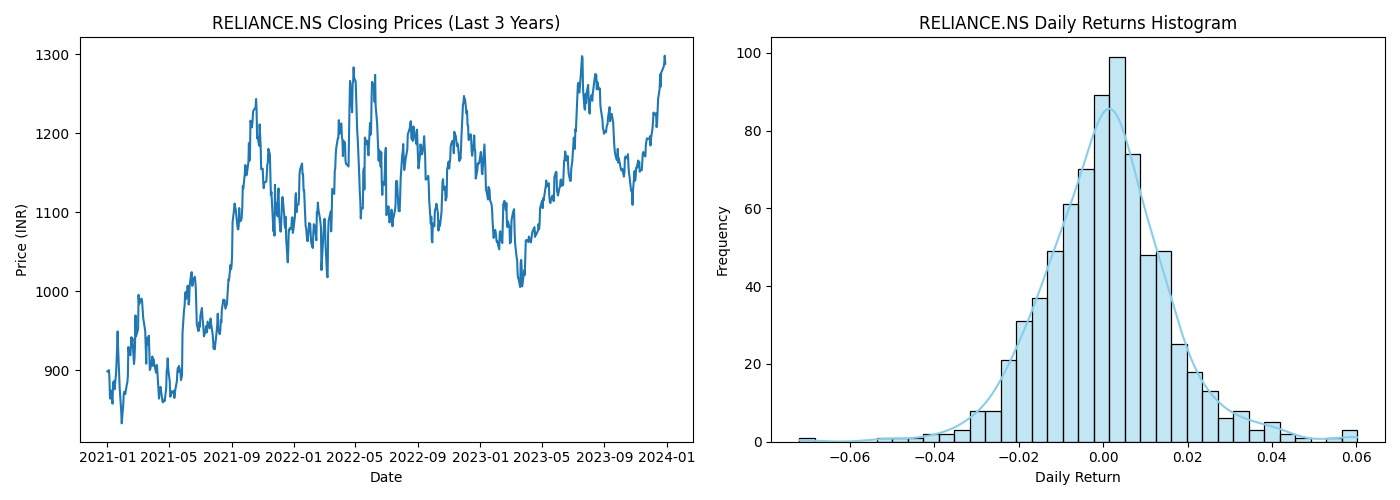 RELIANCE.NS Closing Prices (Last 3 Years)
1300
1200
1100
1000
900
Price (INR)
2021-01 2021-05 2021-09 2022-01 2022-05 2022-09 2023-01 2023-05 2023-09 2024-01
Date
RELIANCE.NS Daily Returns Histogram
100
80
60
40
20
0
Frequency
−0.06 −0.04 −0.02 0.00 0.02 0.04 0.06
Daily Return